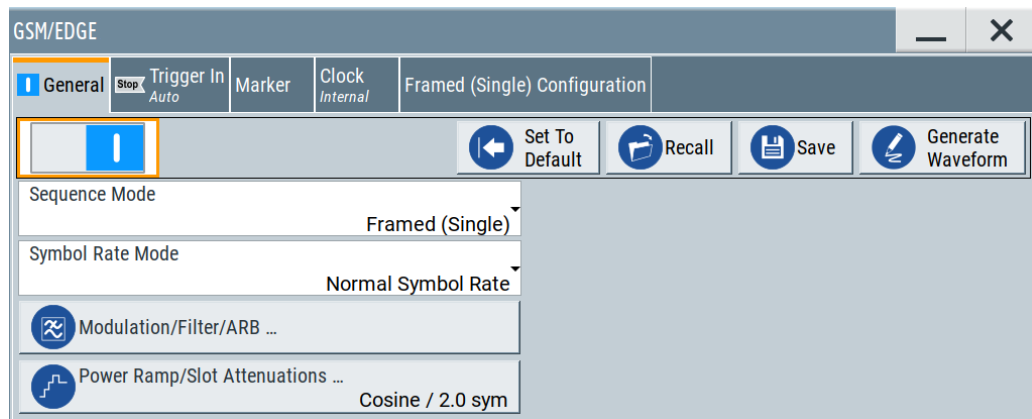 GSM/EDGE
General
Stop
Trigger In
Auto
Marker
Clock
Internal
Framed (Single) Configuration
Set To
Default
Recall
Save
Generate
Waveform
Sequence Mode
Framed (Single)
Symbol Rate Mode
Normal Symbol Rate
Modulation/Filter/ARB ...
Power Ramp/Slot Attenuations ...
Cosine / 2.0 sym